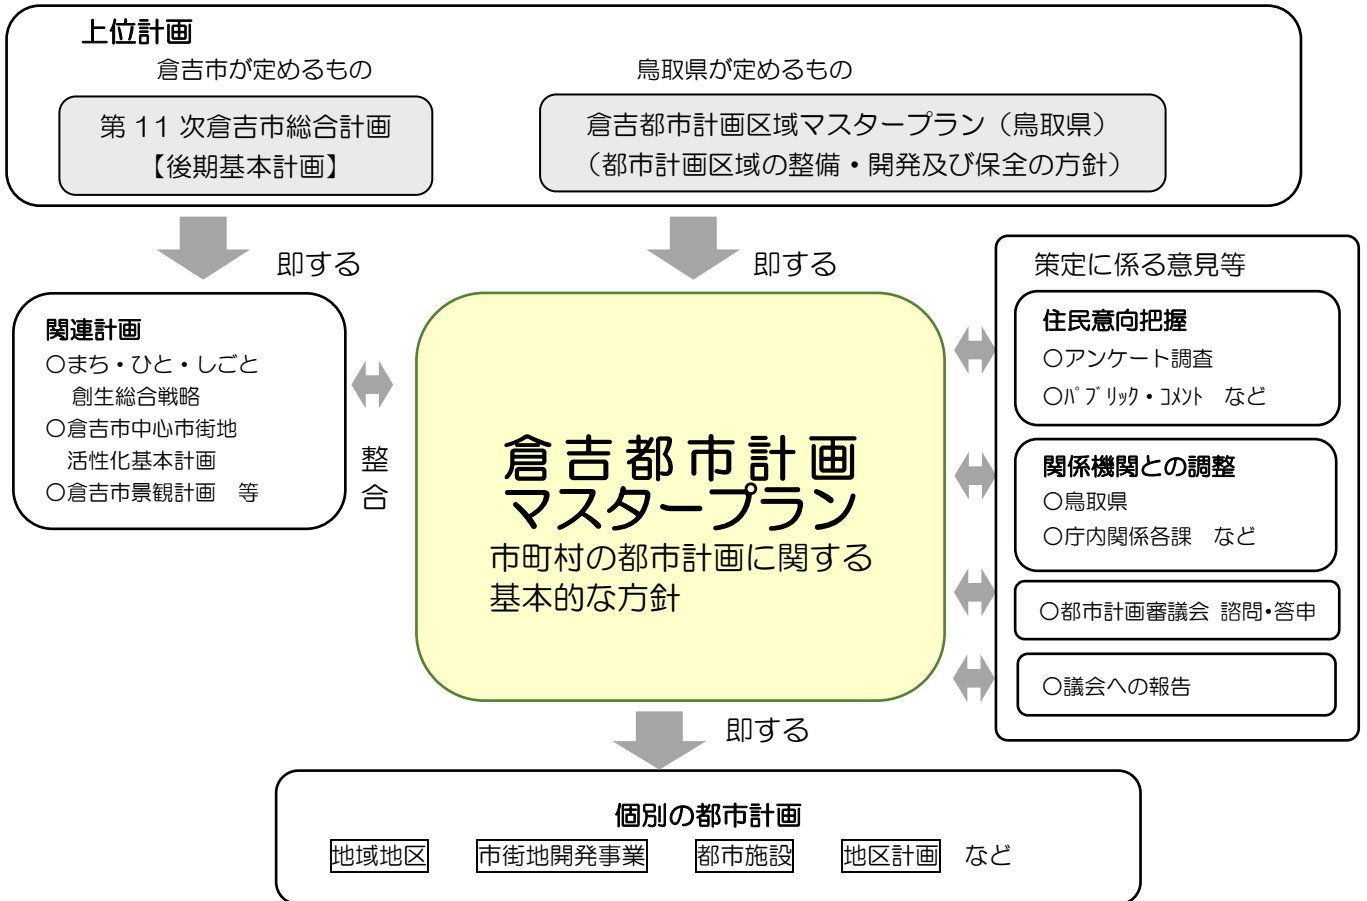 上位計画
倉吉市が定めるもの
第 11 次倉吉市総合計画
【後期基本計画】
鳥取県が定めるもの
倉吉都市計画区域マスタープラン（鳥取県）
（都市計画区域の整備・開発及び保全の方針）
即する
即する
関連計画
○まち・ひと・しごと
創生総合戦略
○倉吉市中心市街地
活性化基本計画
○倉吉市景観計画　等
整合
倉吉都市計画
マスタープラン
市町村の都市計画に関する
基本的な方針
策定に係る意見等
住民意向把握
○アンケート調査
○ﾊﾟﾌﾞﾘｯｸ・ｺﾒﾝﾄ　など
関係機関との調整
○鳥取県
○庁内関係各課　など
○都市計画審議会 諮問・答申
○議会への報告
即する
個別の都市計画
地域地区　市街地開発事業　都市施設　地区計画　など